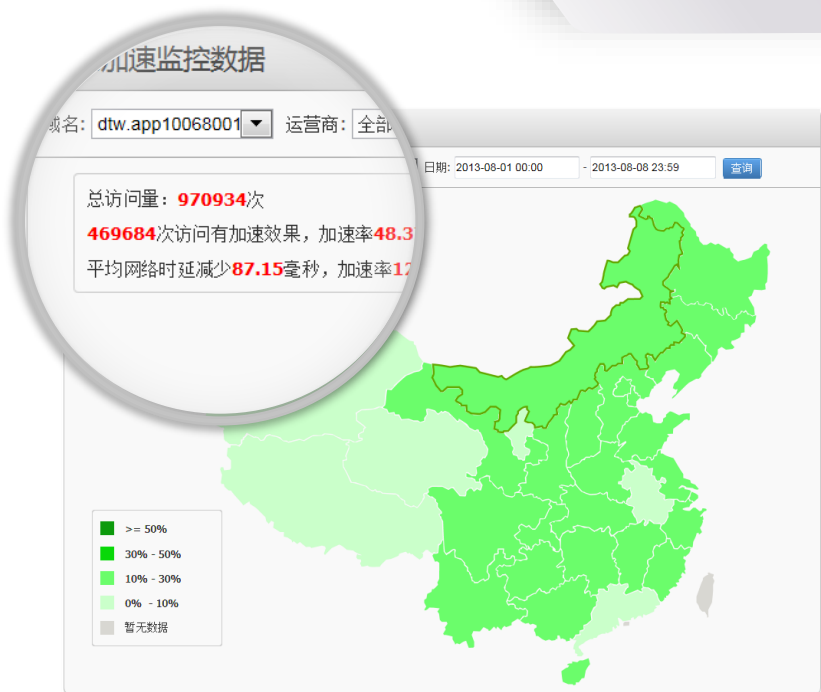 加速监控数据
域名: dtw.app10068001 运营商: 全部 日期: 2013-08-01 00:00 - 2013-08-08 23:59 查询
总访问量: 970934次
469684次访问有加速效果，加速率48.3
平均网络时延减少87.15毫秒，加速率12
>= 50%
30% - 50%
10% - 30%
0% - 10%
暂无数据